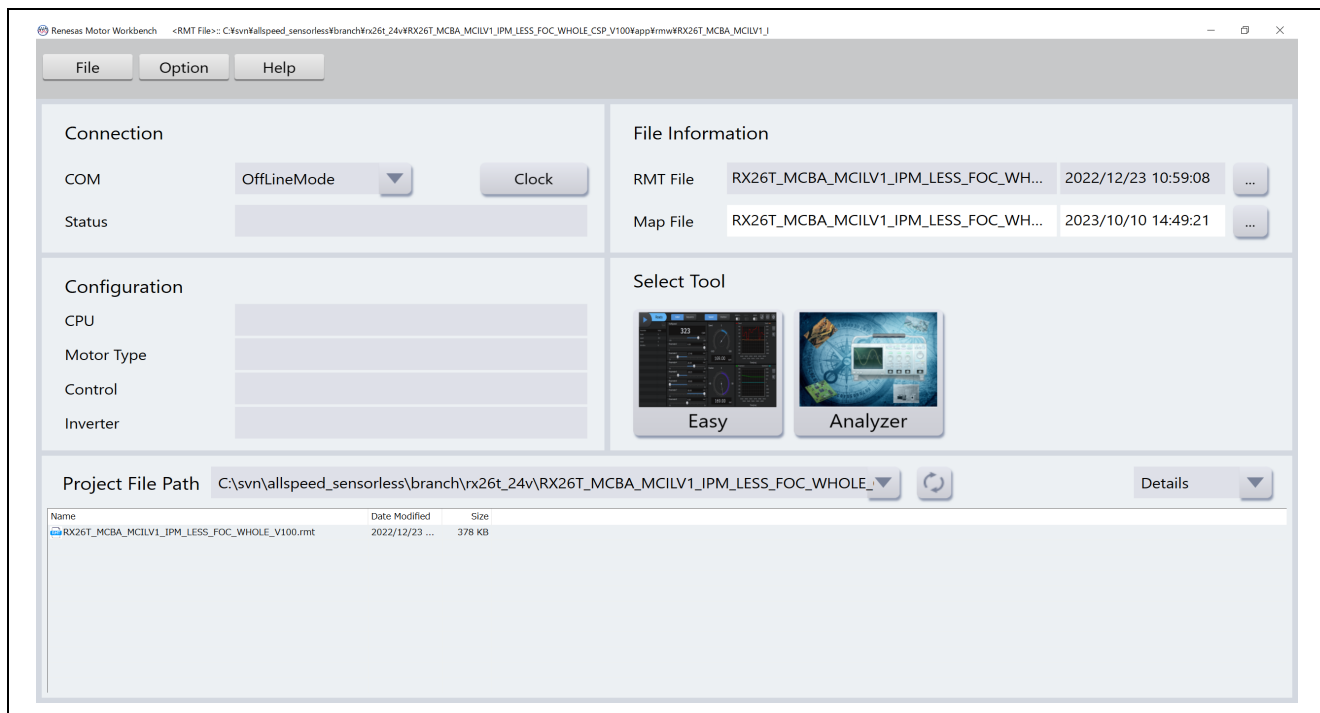 Renesas Motor Workbench <RMT File>:: C:¥svn¥allspeed_sensorless¥branch¥rx26t_24v¥RX26T_MCBA_MCILV1_IPM_LESS_FOC_WHOLE_CSP_V100¥app¥rmw¥RX26T_MCBA_MCILV1_I
File Option Help
Connection
COM OffLineMode Clock
Status
File Information
RMT File RX26T_MCBA_MCILV1_IPM_LESS_FOC_WH... 2022/12/23 10:59:08 ...
Map File RX26T_MCBA_MCILV1_IPM_LESS_FOC_WH... 2023/10/10 14:49:21 ...
Configuration
CPU
Motor Type
Control
Inverter
Select Tool
323
Easy Analyzer
Project File Path C:\svn\allspeed_sensorless\branch\rx26t_24v\RX26T_MCBA_MCILV1_IPM_LESS_FOC_WHOLE_ Details
Name Date Modified Size
RX26T_MCBA_MCILV1_IPM_LESS_FOC_WHOLE_V100.rmt 2022/12/23 ... 378 KB